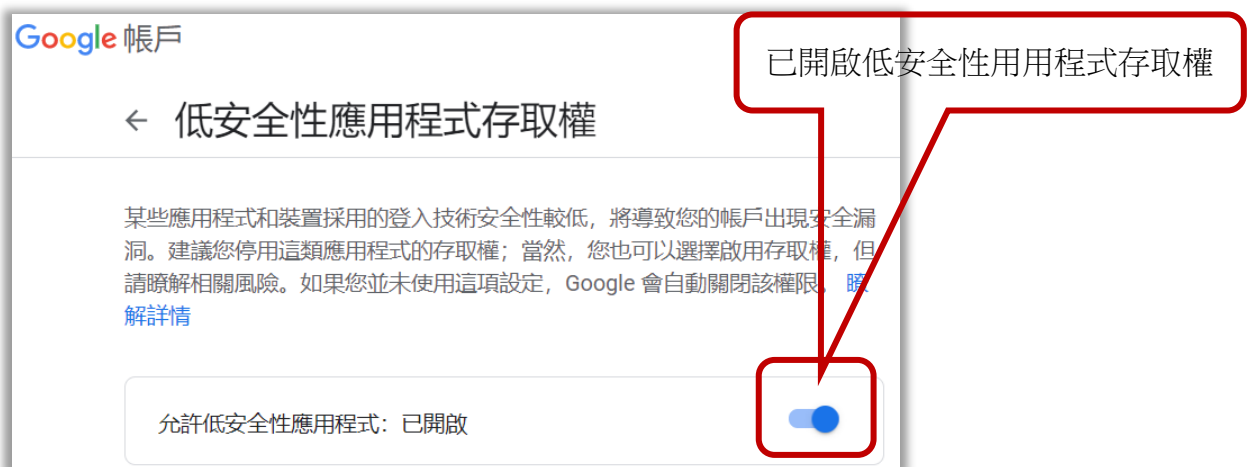 Google 帳戶
已開啟低安全性用用程式存取權
← 低安全性應用程式存取權
某些應用程式和裝置採用的登入技術安全性較低，將導致您的帳戶出現安全漏
洞。建議您停用這類應用程式的存取權；當然，您也可以選擇啟用存取權，但
請瞭解相關風險。如果您並未使用這項設定，Google 會自動關閉該權限。 瞭
解詳情
允許低安全性應用程式：已開啟